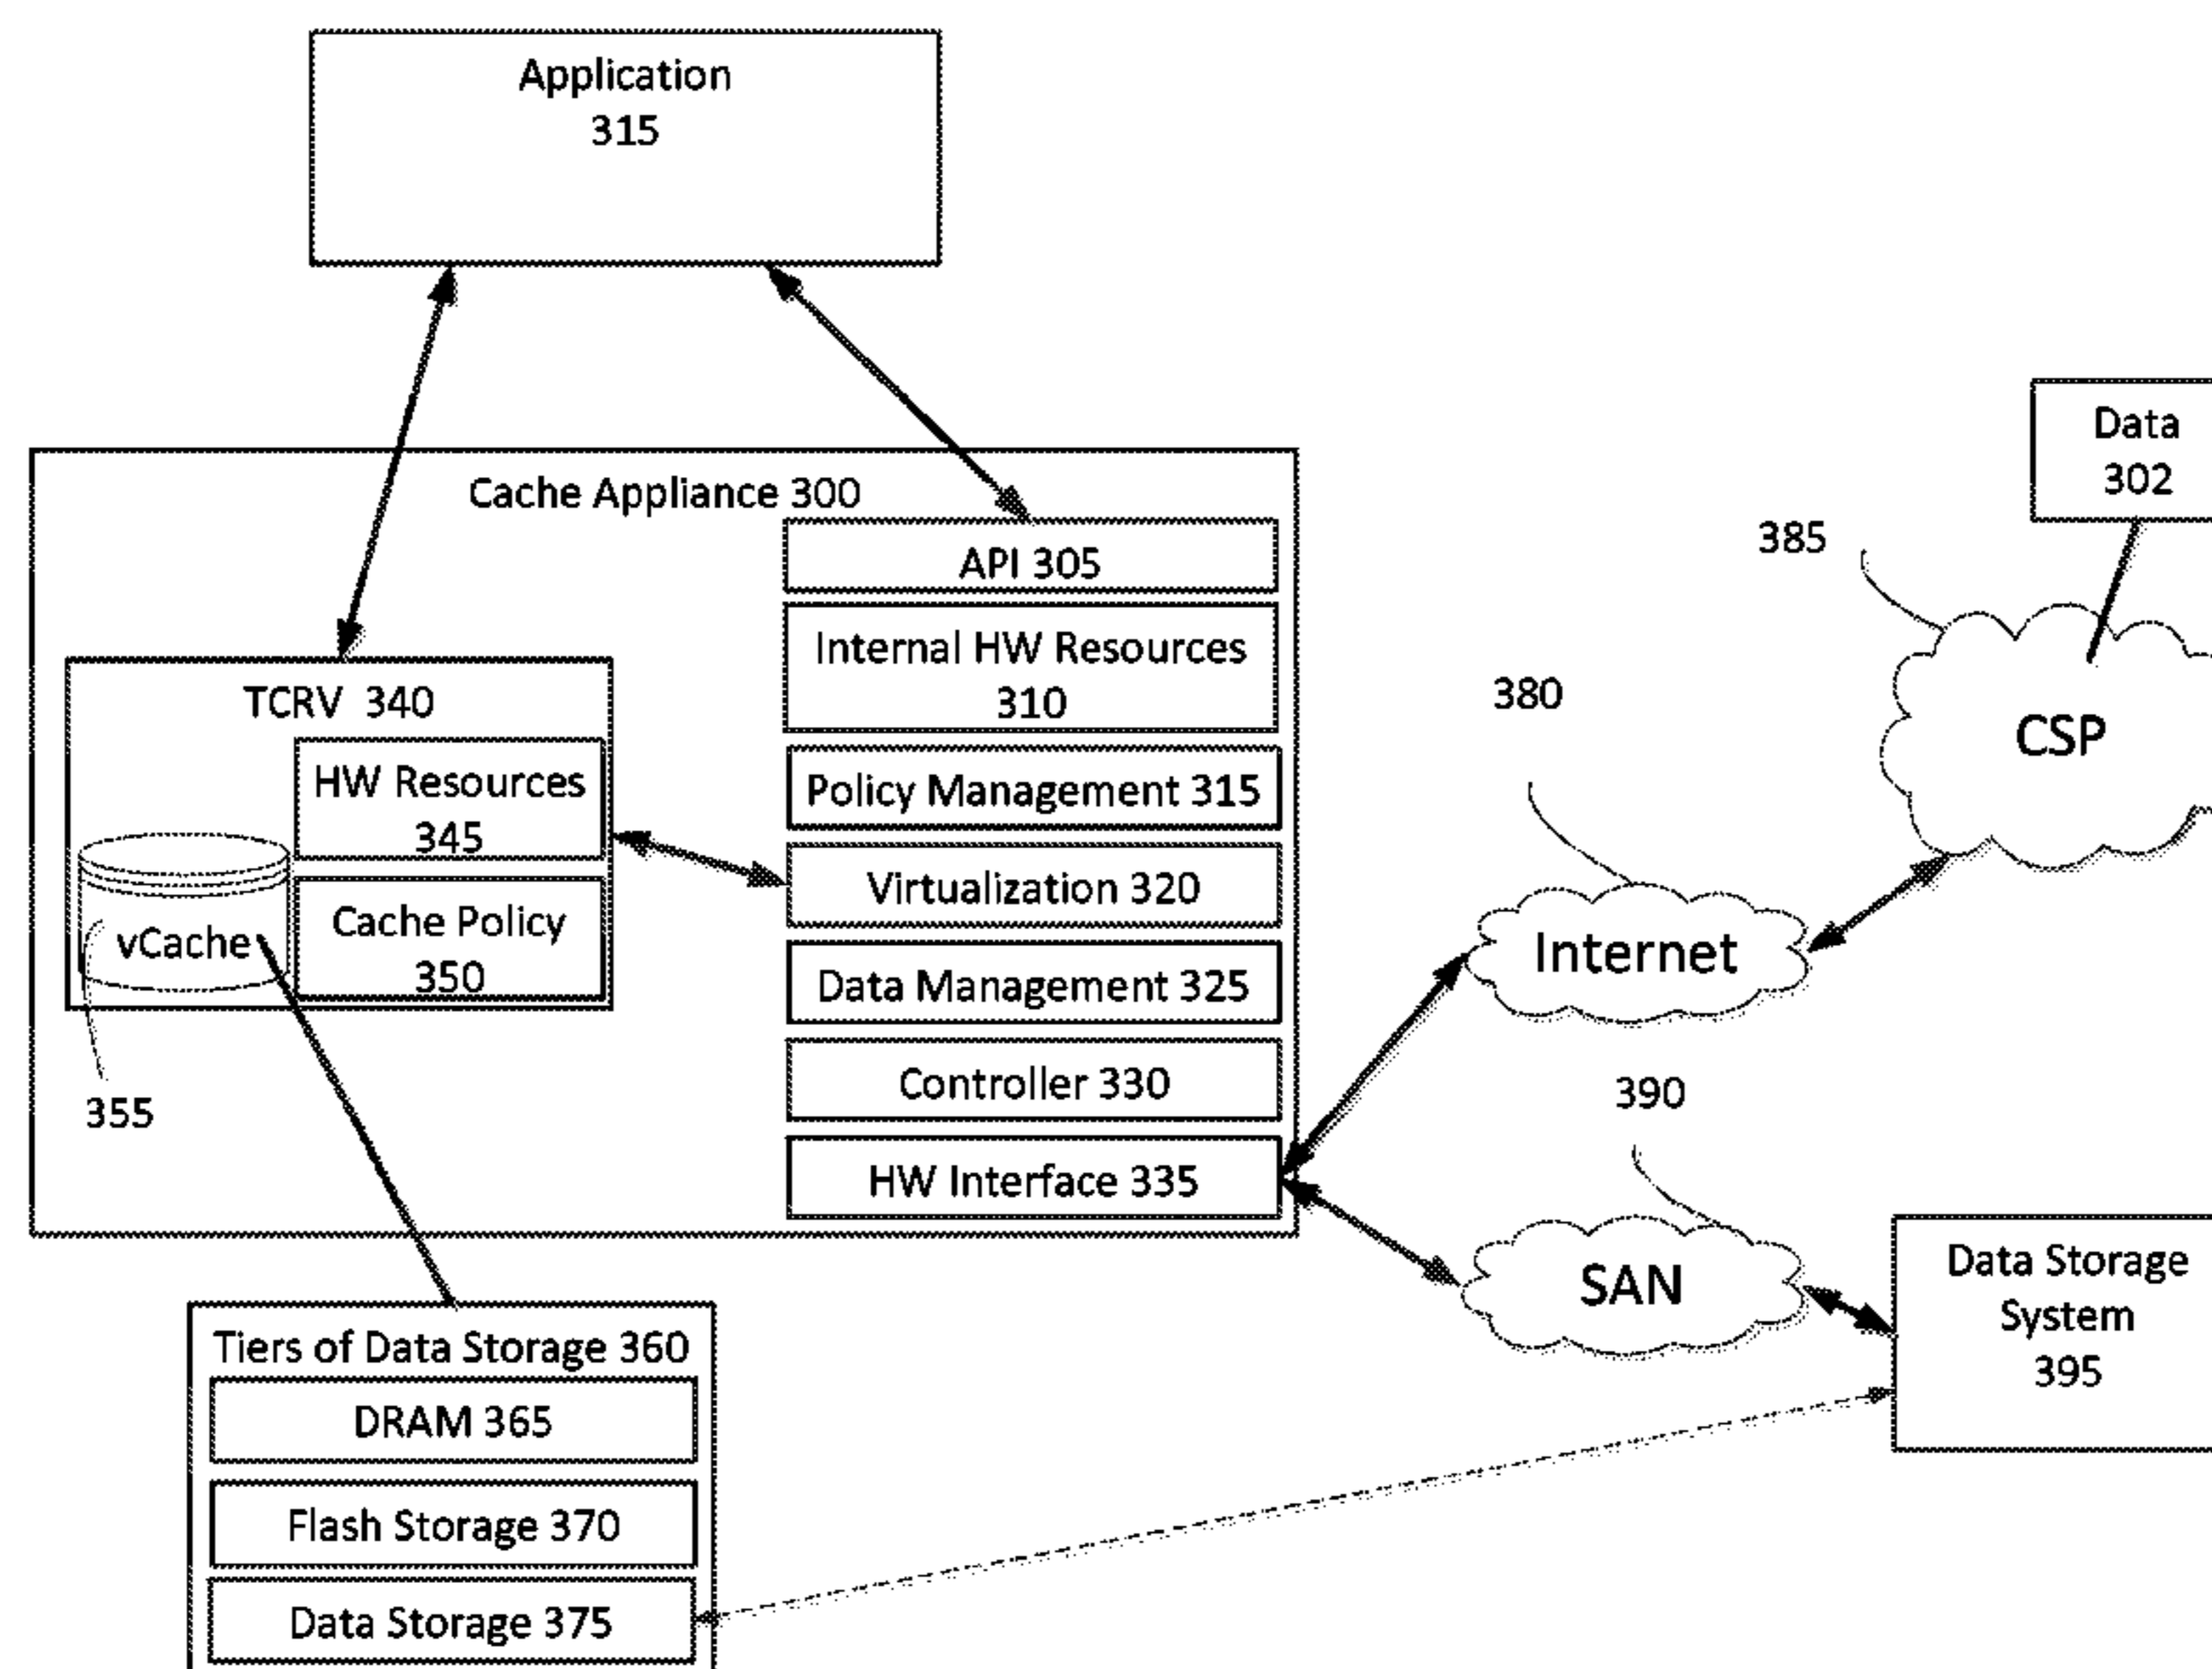 Application
315
Cache Appliance 300
API 305
Internal HW Resources
310
Policy Management 315
Virtualization 320
Data Management 325
Controller 330
HW Interface 335
TCRV 340
HW Resources
345
Cache Policy
350
vCache
355
Tiers of Data Storage 360
DRAM 365
Flash Storage 370
Data Storage 375
Data
302
385
CSP
380
Internet
390
SAN
Data Storage
System
395